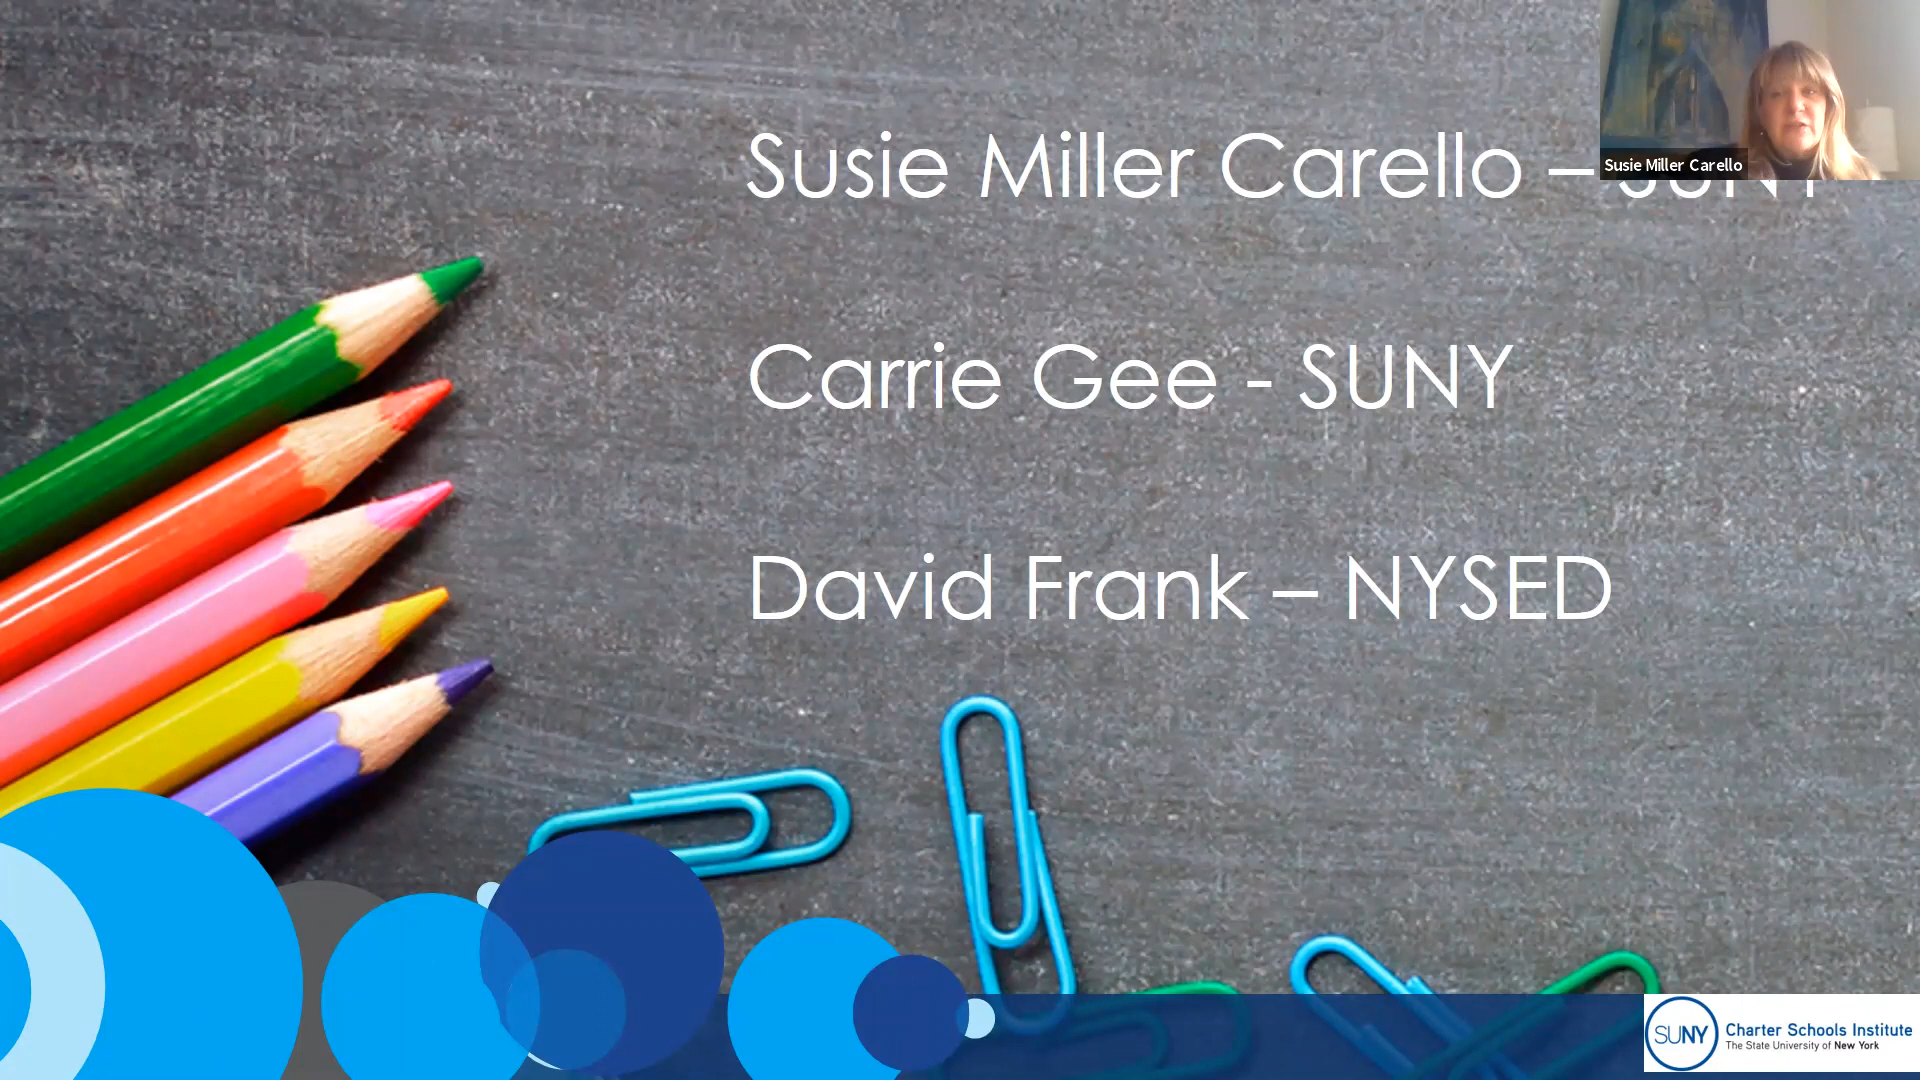 Susie Miller Carello – SUNY
Susie Miller Carello
Carrie Gee - SUNY
David Frank – NYSED
SUNY
Charter Schools Institute
The State University of New York